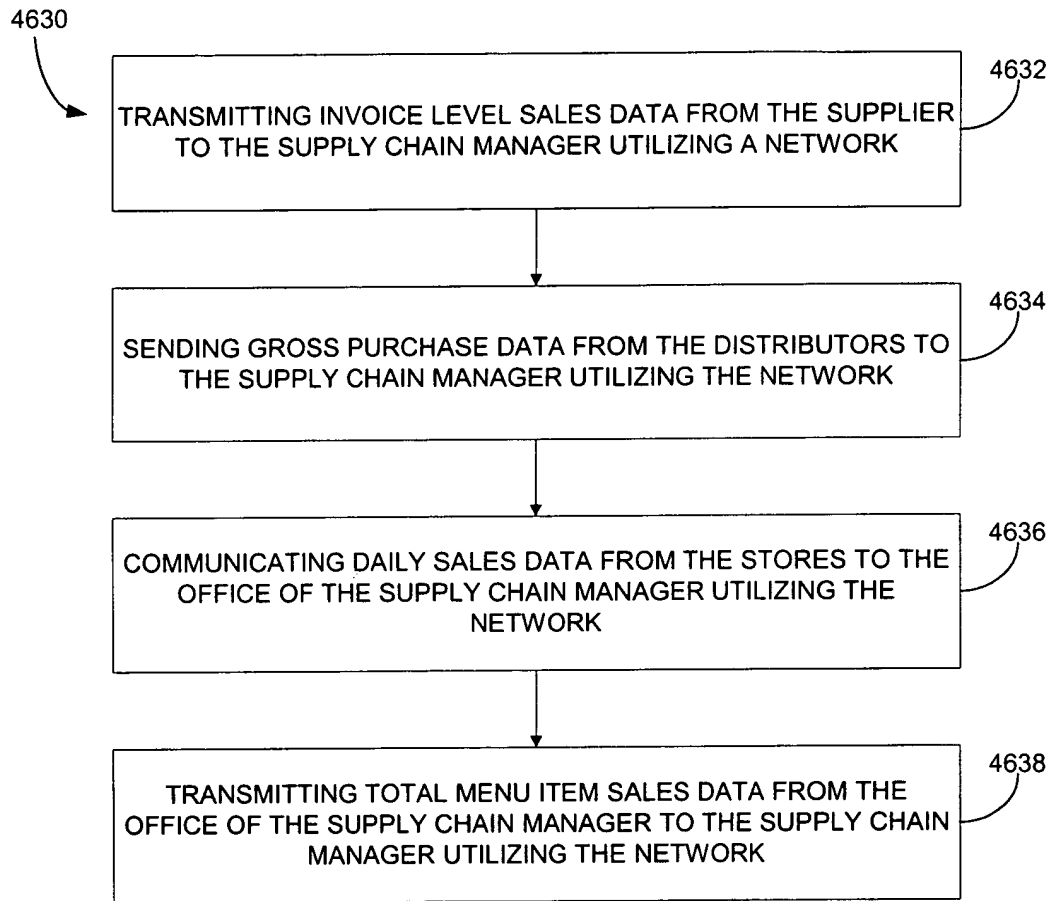 4630
4632
TRANSMITTING INVOICE LEVEL SALES DATA FROM THE SUPPLIER
TO THE SUPPLY CHAIN MANAGER UTILIZING A NETWORK
4634
SENDING GROSS PURCHASE DATA FROM THE DISTRIBUTORS TO
THE SUPPLY CHAIN MANAGER UTILIZING THE NETWORK
4636
COMMUNICATING DAILY SALES DATA FROM THE STORES TO THE
OFFICE OF THE SUPPLY CHAIN MANAGER UTILIZING THE
NETWORK
4638
TRANSMITTING TOTAL MENU ITEM SALES DATA FROM THE
OFFICE OF THE SUPPLY CHAIN MANAGER TO THE SUPPLY CHAIN
MANAGER UTILIZING THE NETWORK